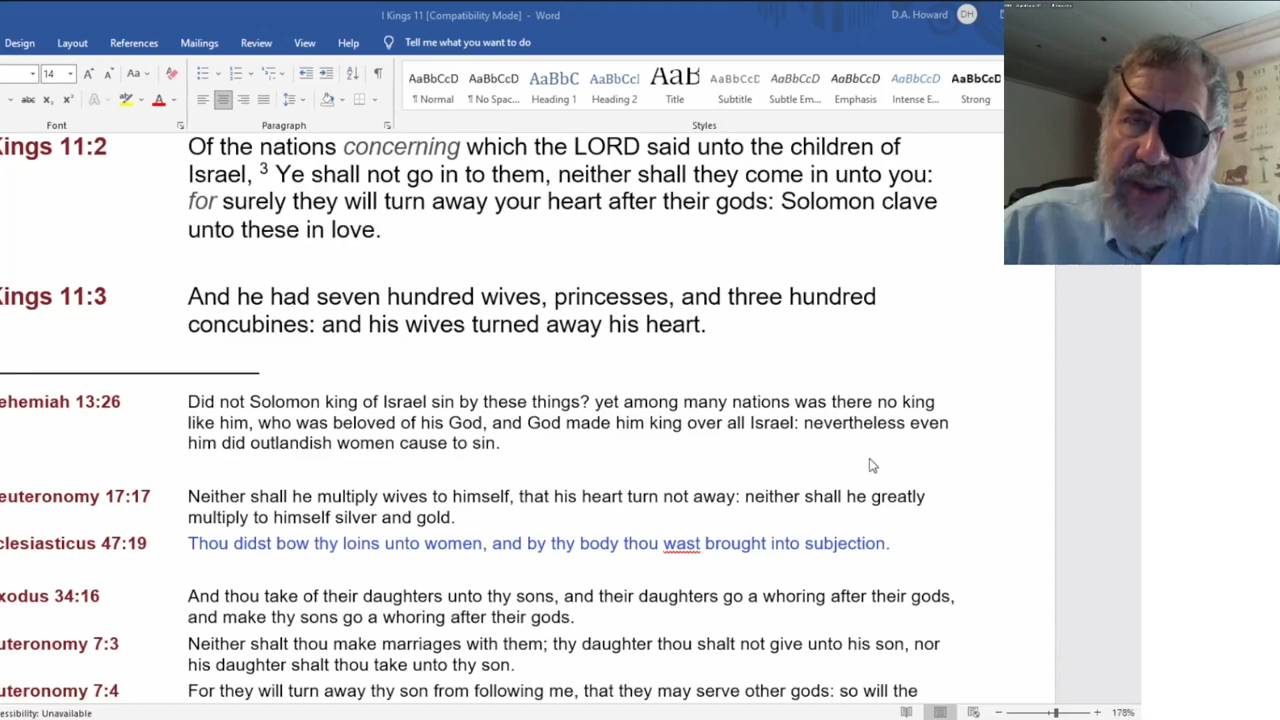 I Kings 11 [Compatibility Mode] - Word
D.A. Howard DH
Design Layout References Mailings Review View Help Tell me what you want to do
14 A A Aa
AaBbCcD AaBbCcD AaBbC AaBbCcI AaB AaBbCcD AaBbCcD AaBbCcD AaBbCcD AaBbCcD
abc x₂ x² A A
¶ Normal ¶ No Spac... Heading 1 Heading 2 Title Subtitle Subtle Em... Emphasis Intense E... Strong
Font Paragraph Styles
Kings 11:2 Of the nations concerning which the LORD said unto the children of
Israel, ³ Ye shall not go in to them, neither shall they come in unto you:
for surely they will turn away your heart after their gods: Solomon clave
unto these in love.
Kings 11:3 And he had seven hundred wives, princesses, and three hundred
concubines: and his wives turned away his heart.
ehemiah 13:26 Did not Solomon king of Israel sin by these things? yet among many nations was there no king
like him, who was beloved of his God, and God made him king over all Israel: nevertheless even
him did outlandish women cause to sin.
euteronomy 17:17 Neither shall he multiply wives to himself, that his heart turn not away: neither shall he greatly
multiply to himself silver and gold.
clesiasticus 47:19 Thou didst bow thy loins unto women, and by thy body thou wast brought into subjection.
xodus 34:16 And thou take of their daughters unto thy sons, and their daughters go a whoring after their gods,
and make thy sons go a whoring after their gods.
uteronomy 7:3 Neither shalt thou make marriages with them; thy daughter thou shalt not give unto his son, nor
his daughter shalt thou take unto thy son.
uteronomy 7:4 For they will turn away thy son from following me, that they may serve other gods: so will the
essibility: Unavailable 178%